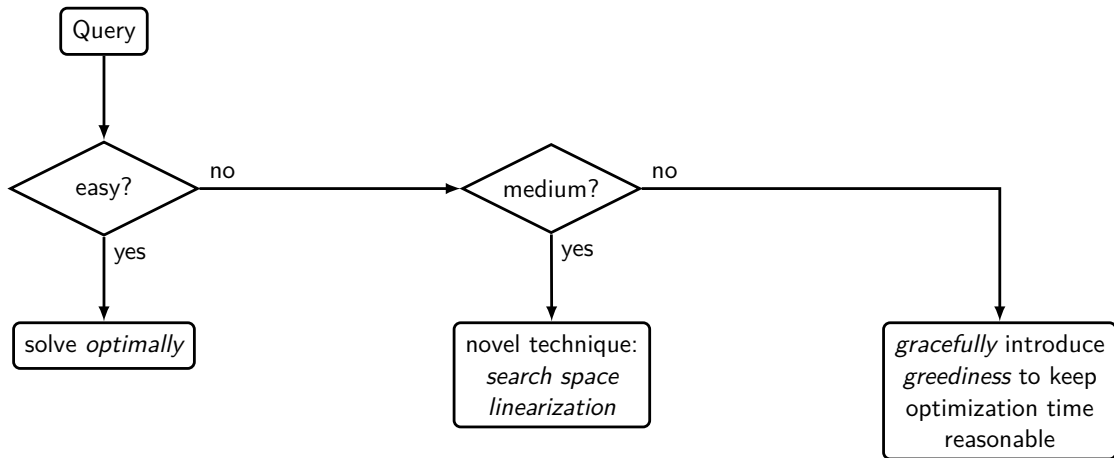 Query
easy?
no
medium?
no
yes
yes
solve optimally
novel technique:
search space
linearization
gracefully introduce
greediness to keep
optimization time
reasonable